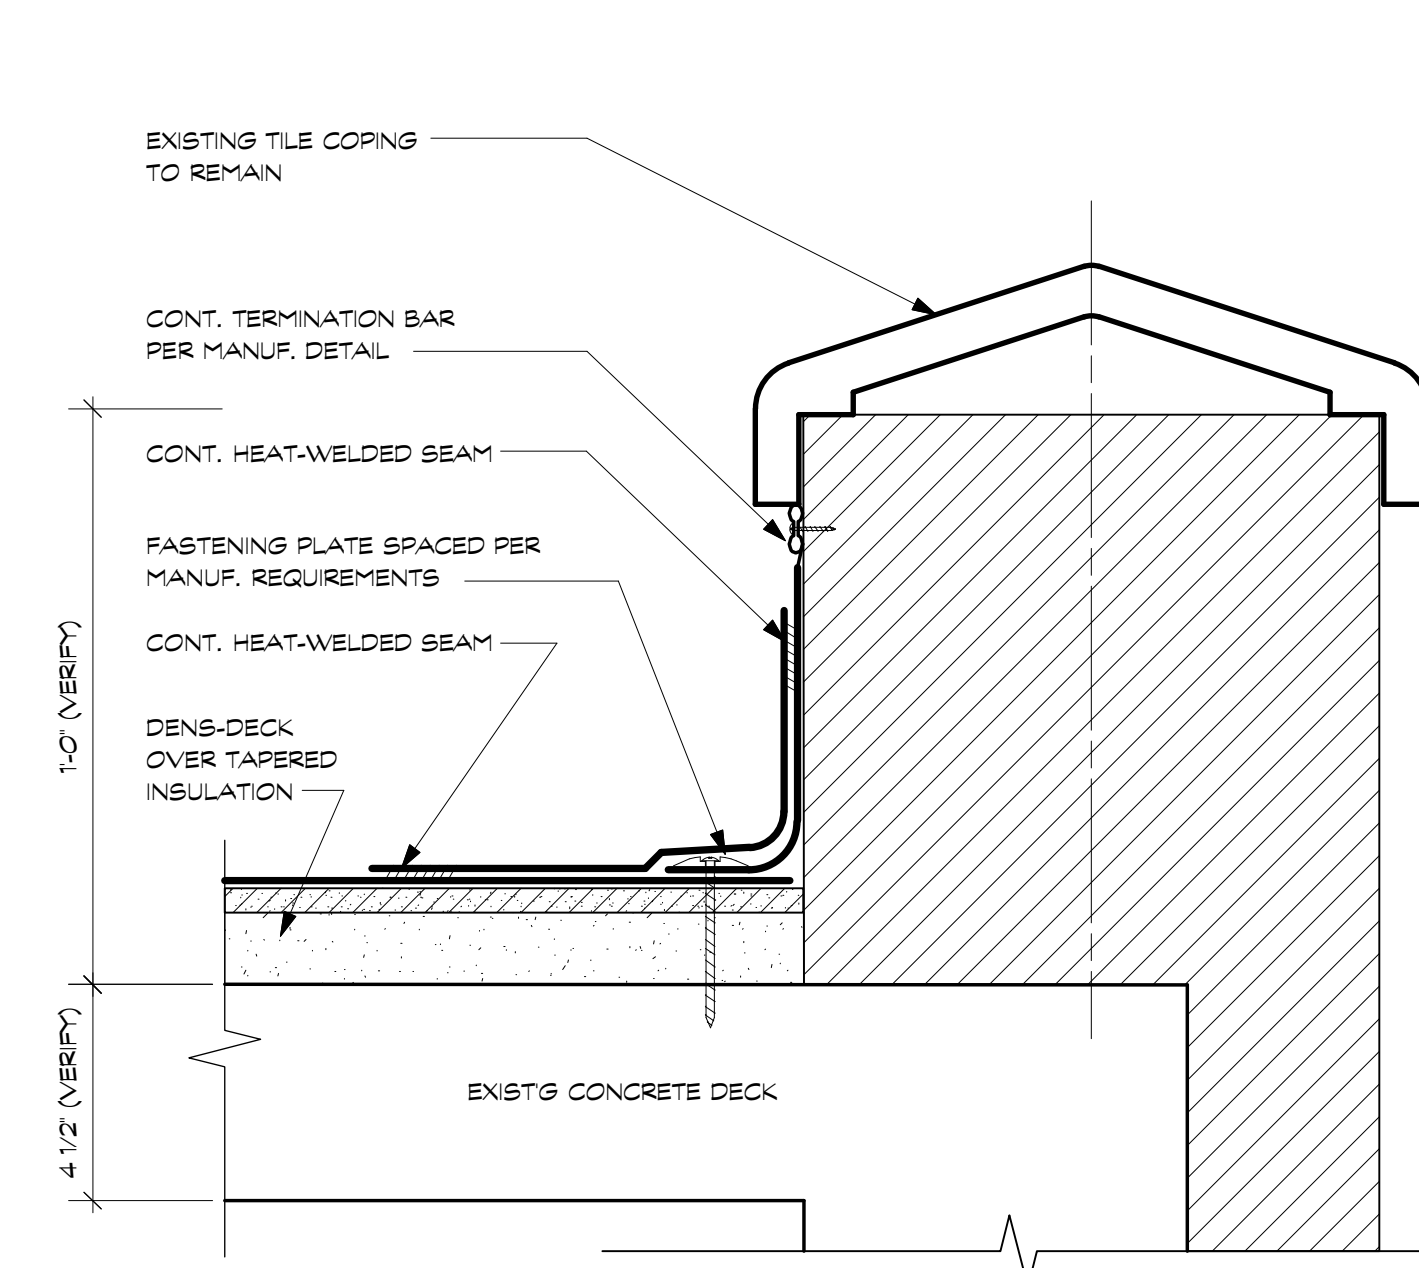 EXISTING TILE COPING
TO REMAIN
CONT. TERMINATION BAR
PER MANUF. DETAIL
CONT. HEAT-WELDED SEAM
FASTENING PLATE SPACED PER
MANUF. REQUIREMENTS
CONT. HEAT-WELDED SEAM
DENS-DECK
OVER TAPERED
INSULATION
1'-0" (VERIFY)
4 1/2" (VERIFY)
EXIST'G CONCRETE DECK